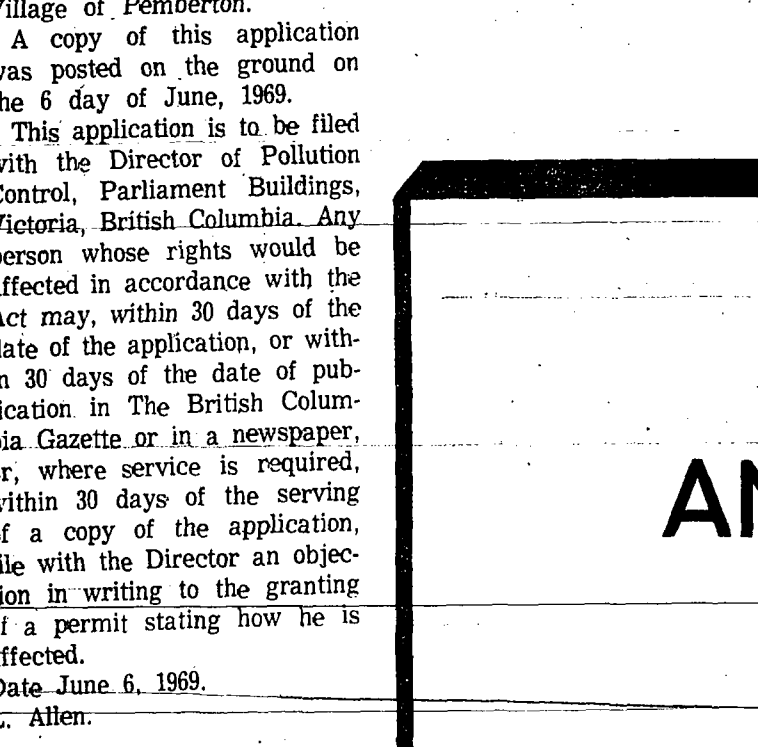 Village of Pemberton.
A copy of this application
was posted on the ground on
the 6 day of June, 1969.
This application is to be filed
with the Director of Pollution
Control, Parliament Buildings,
Victoria, British Columbia. Any
person whose rights would be
affected in accordance with the
Act may, within 30 days of the
date of the application, or with-
in 30 days of the date of pub-
lication in The British Colum-
bia Gazette or in a newspaper,
or, where service is required,
within 30 days of the serving
of a copy of the application,
file with the Director an objec-
tion in writing to the granting
of a permit stating how he is
affected.
Date June 6, 1969.
Allen.